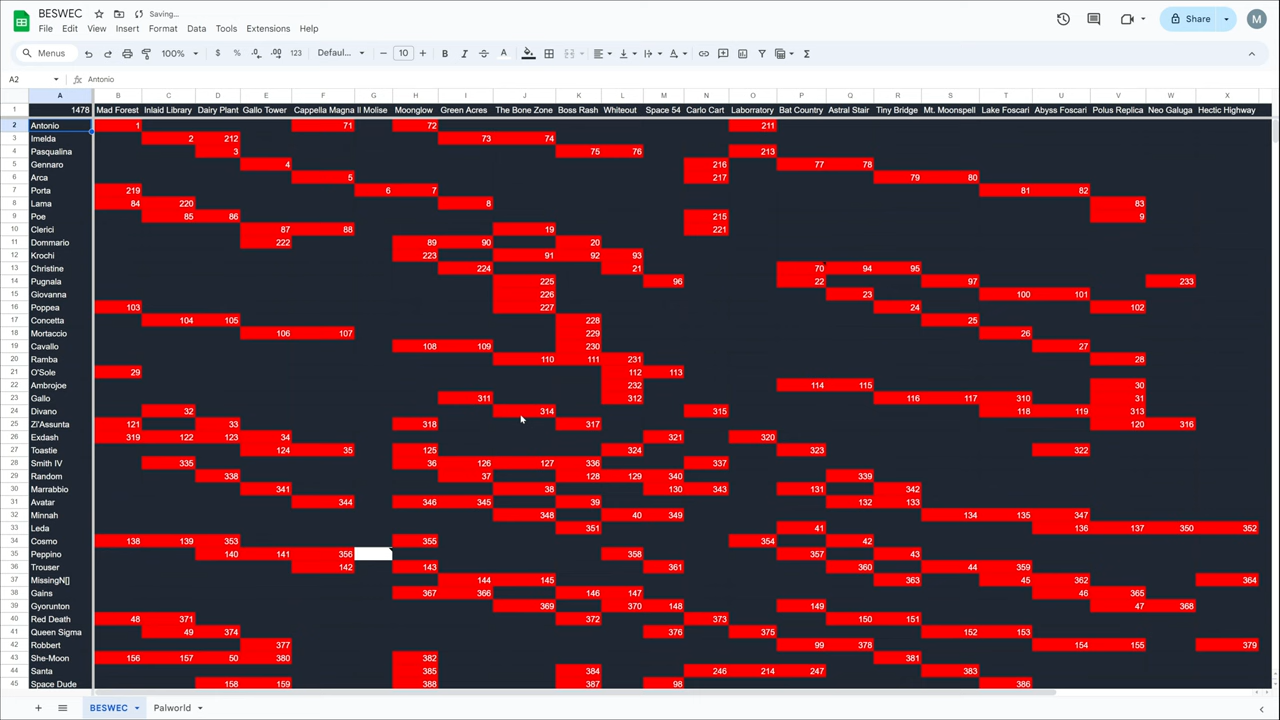 BESWEC Saving...
File Edit View Insert Format Data Tools Extensions Help
Share M
Menus 100% $ % .0 .00 123 Defaul... − 10 + B I A Σ
A2 Antonio
A B C D E F G H I J K L M N O P Q R S T U V W X
1 1478 Mad Forest Inlaid Library Dairy Plant Gallo Tower Cappella Magna Il Molise Moonglow Green Acres The Bone Zone Boss Rash Whiteout Space 54 Carlo Cart Laborratory Bat Country Astral Stair Tiny Bridge Mt. Moonspell Lake Foscari Abyss Foscari Polus Replica Neo Galuga Hectic Highway
2 Antonio 1 71 72 211
3 Imelda 2 212 73 74
4 Pasqualina 3 75 76 213
5 Gennaro 4 216 77 78
6 Arca 5 217 79 80
7 Porta 219 6 7 81 82
8 Lama 84 220 8 83
9 Poe 85 86 215 9
10 Clerici 87 88 19 221
11 Dommario 222 89 90 20
12 Krochi 223 91 92 93
13 Christine 224 21 70 94 95
14 Pugnala 225 96 22 97 233
15 Giovanna 226 23 100 101
16 Poppea 103 227 24 102
17 Concetta 104 105 228 25
18 Mortaccio 106 107 229 26
19 Cavallo 108 109 230 27
20 Ramba 110 111 231 28
21 O'Sole 29 112 113
22 Ambrojoe 232 114 115 30
23 Gallo 311 312 116 117 310 31
24 Divano 32 314 315 118 119 313
25 Zi'Assunta 121 33 318 317 120 316
26 Exdash 319 122 123 34 321 320
27 Toastie 124 35 125 324 323 322
28 Smith IV 335 36 126 127 336 337
29 Random 338 37 128 129 340 339
30 Marrabbio 341 38 130 343 131 342
31 Avatar 344 346 345 39 132 133
32 Minnah 348 40 349 134 135 347
33 Leda 351 41 136 137 350 352
34 Cosmo 138 139 353 355 354 42
35 Peppino 140 141 356 358 357 43
36 Trouser 142 143 361 360 44 359
37 MissingN[] 144 145 363 45 362 364
38 Gains 367 366 146 147 46 365
39 Gyorunton 369 370 148 149 47 368
40 Red Death 48 371 372 373 150 151
41 Queen Sigma 49 374 376 375 152 153
42 Robbert 377 99 378 154 155 379
43 She-Moon 156 157 50 380 382 381
44 Santa 385 384 246 214 247 383
45 Space Dude 158 159 388 387 98 386
BESWEC Palworld